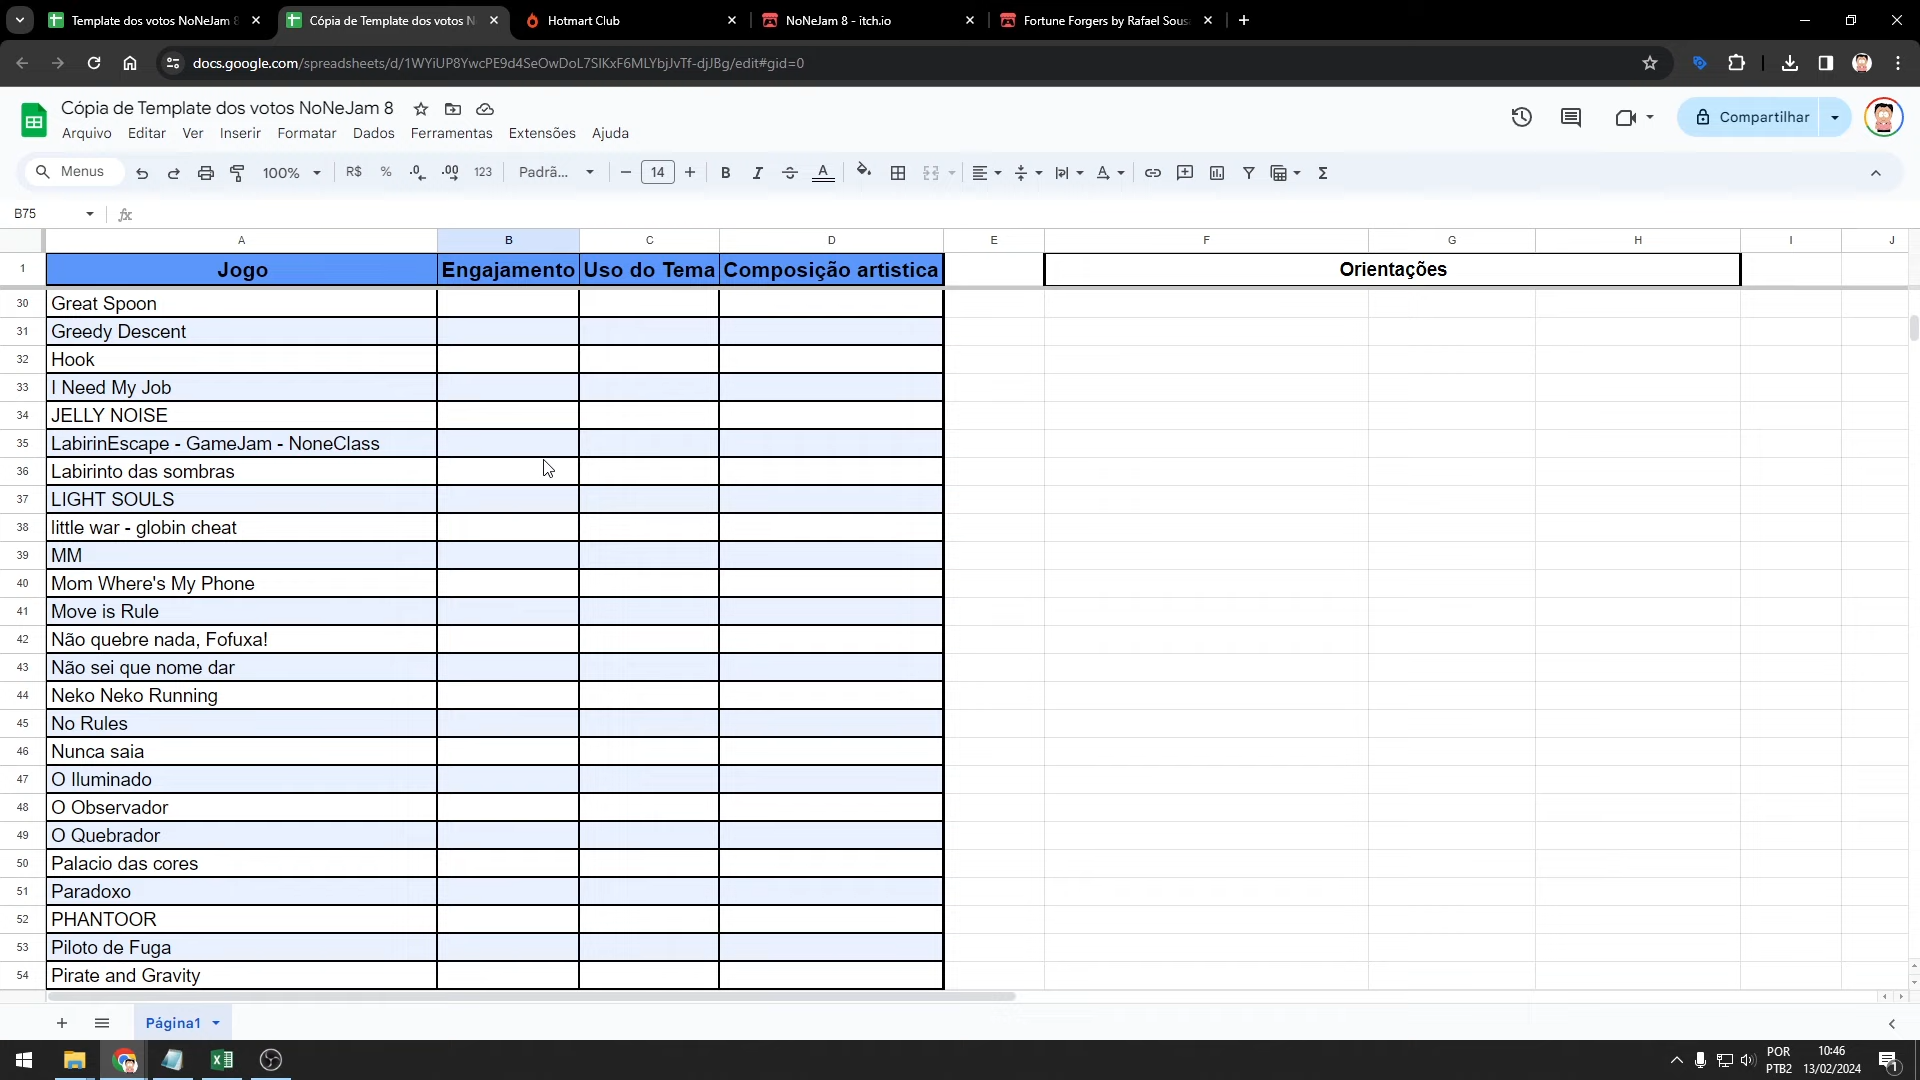 Template dos votos NoNeJam 8
Cópia de Template dos votos N
Hotmart Club
NoNeJam 8 - itch.io
Fortune Forgers by Rafael Sous
docs.google.com/spreadsheets/d/1WYiUP8YwcPE9d4SeOwDoL7SIKxF6MLYbjJvTf-djJBg/edit#gid=0
Cópia de Template dos votos NoNeJam 8
Arquivo Editar Ver Inserir Formatar Dados Ferramentas Extensões Ajuda
Compartilhar
Menus 100% R$ % .0 .00 123 Padrã... 14 B I A
B75
fx
A B C D E F G H I J
1 Jogo Engajamento Uso do Tema Composição artistica Orientações
30 Great Spoon
31 Greedy Descent
32 Hook
33 I Need My Job
34 JELLY NOISE
35 LabirinEscape - GameJam - NoneClass
36 Labirinto das sombras
37 LIGHT SOULS
38 little war - globin cheat
39 MM
40 Mom Where's My Phone
41 Move is Rule
42 Não quebre nada, Fofuxa!
43 Não sei que nome dar
44 Neko Neko Running
45 No Rules
46 Nunca saia
47 O Iluminado
48 O Observador
49 O Quebrador
50 Palacio das cores
51 Paradoxo
52 PHANTOOR
53 Piloto de Fuga
54 Pirate and Gravity
Página1
POR
PTB2
10:46
13/02/2024
1